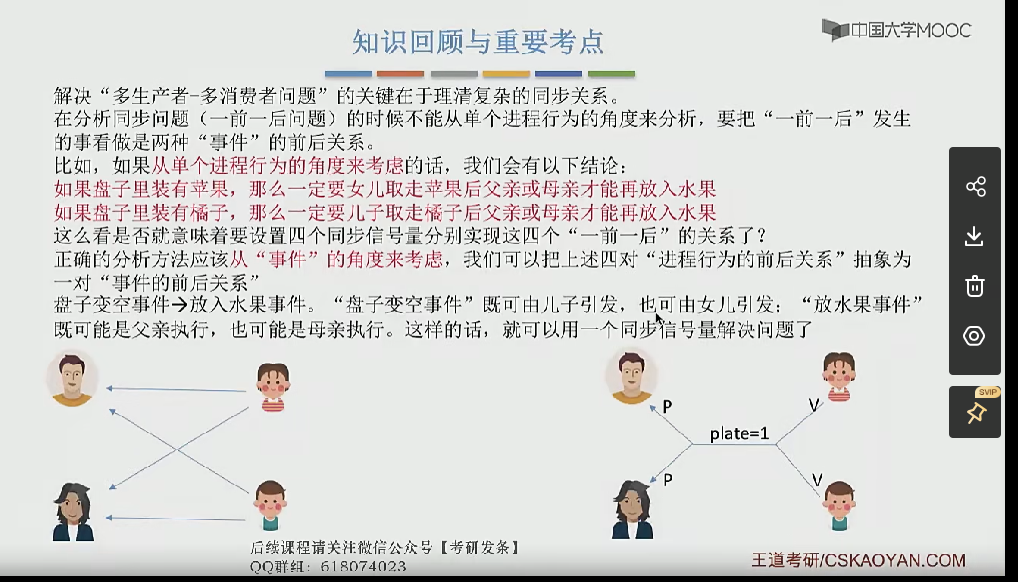 中国大学MOOC
知识回顾与重要考点
解决“多生产者-多消费者问题”的关键在于理清复杂的同步关系。
在分析同步问题（一前一后问题）的时候不能从单个进程行为的角度来分析，要把“一前一后”发生
的事看做是两种“事件”的前后关系。
比如，如果从单个进程行为的角度来考虑的话，我们会有以下结论：
如果盘子里装有苹果，那么一定要女儿取走苹果后父亲或母亲才能再放入水果
如果盘子里装有橘子，那么一定要儿子取走橘子后父亲或母亲才能再放入水果
这么看是否就意味着要设置四个同步信号量分别实现这四个“一前一后”的关系了？
正确的分析方法应该从“事件”的角度来考虑，我们可以把上述四对“进程行为的前后关系”抽象为
一对“事件的前后关系”
盘子变空事件→放入水果事件。“盘子变空事件”既可由儿子引发，也可由女儿引发；“放水果事件”
既可能是父亲执行，也可能是母亲执行。这样的话，就可以用一个同步信号量解决问题了
SVIP
P
V
plate=1
P
V
后续课程请关注微信公众号【考研发条】
QQ群组：618074023
王道考研/CSKAOYAN.COM